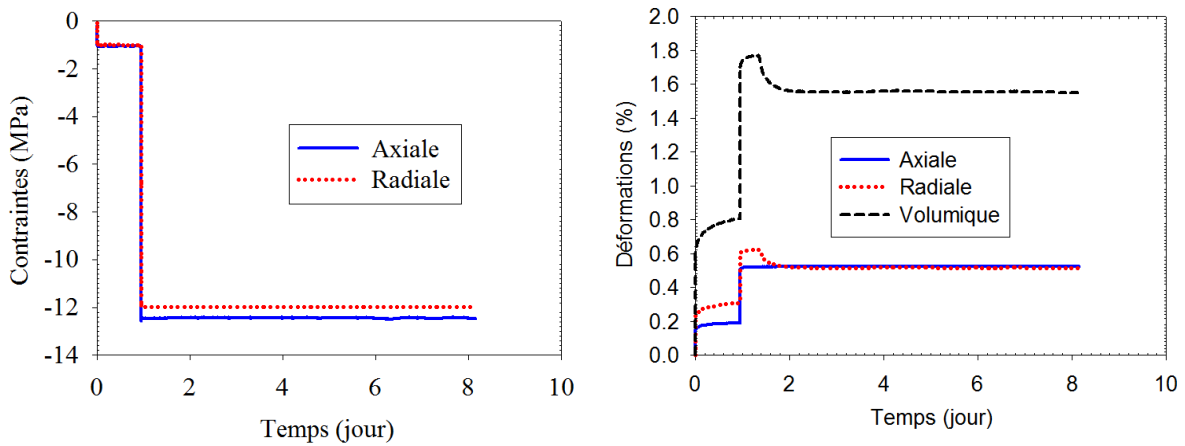 Contraintes (MPa)
0
-2
-4
-6
-8
-10
-12
-14
Axiale
Radiale
0 2 4 6 8 10
Temps (jour)
Déformations (%)
2.0
1.8
1.6
1.4
1.2
1.0
0.8
0.6
0.4
0.2
0.0
Axiale
Radiale
Volumique
0 2 4 6 8 10
Temps (jour)